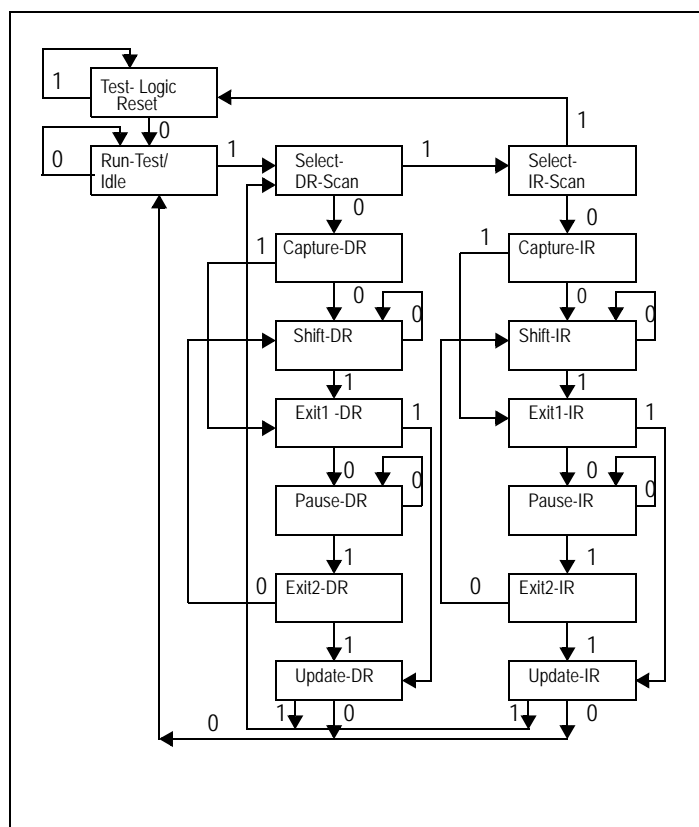 Test- Logic
Reset
1
0
1
Run-Test/
Idle
0
1
Select-
DR-Scan
1
Select-
IR-Scan
0
0
1
Capture-DR
1
Capture-IR
0
0
0
0
Shift-DR
Shift-IR
1
1
Exit1 -DR
1
Exit1-IR
1
0
0
0
0
Pause-DR
Pause-IR
1
1
0
Exit2-DR
0
Exit2-IR
1
1
Update-DR
Update-IR
1
0
1
0
0